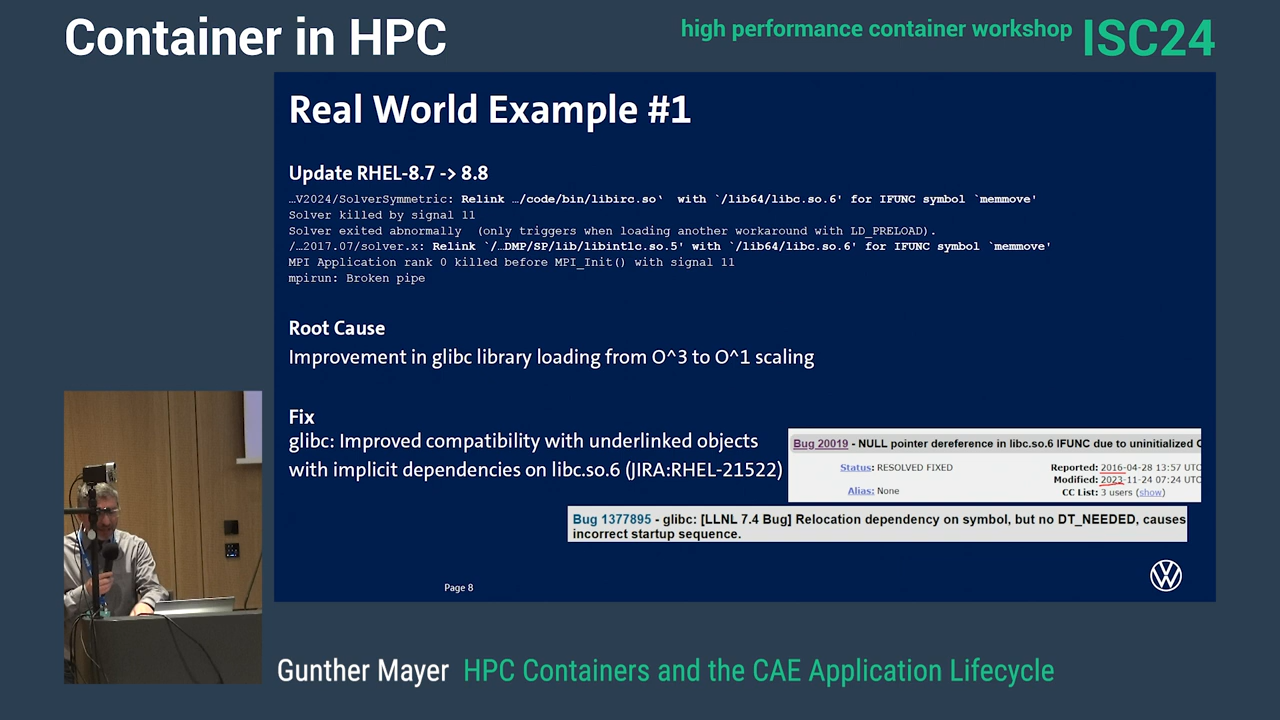 Container in HPC
high performance container workshop ISC24
Real World Example #1
Update RHEL-8.7 -> 8.8
…V2024/SolverSymmetric: Relink …/code/bin/libirc.so‘ with `/lib64/libc.so.6' for IFUNC symbol `memmove'
Solver killed by signal 11
Solver exited abnormally (only triggers when loading another workaround with LD_PRELOAD).
/…2017.07/solver.x: Relink `/…DMP/SP/lib/libintlc.so.5' with `/lib64/libc.so.6' for IFUNC symbol `memmove'
MPI Application rank 0 killed before MPI_Init() with signal 11
mpirun: Broken pipe
Root Cause
Improvement in glibc library loading from O^3 to O^1 scaling
Fix
glibc: Improved compatibility with underlinked objects
with implicit dependencies on libc.so.6 (JIRA:RHEL-21522)
Bug 20019 - NULL pointer dereference in libc.so.6 IFUNC due to uninitialized
Status: RESOLVED FIXED
Alias: None
Reported: 2016-04-28 13:57 UTC
Modified: 2023-11-24 07:24 UTC
CC List: 3 users (show)
Bug 1377895 - glibc: [LLNL 7.4 Bug] Relocation dependency on symbol, but no DT_NEEDED, causes
incorrect startup sequence.
Page 8
Gunther Mayer HPC Containers and the CAE Application Lifecycle